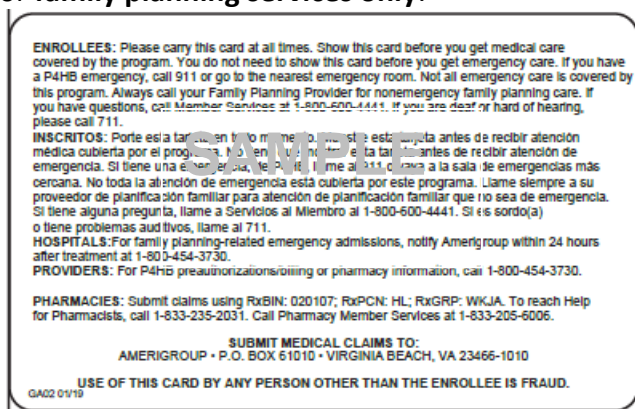 family planning services only.
ENROLLEES: Please carry this card at all times. Show this card before you get medical care
covered by the program. You do not need to show this card before you get emergency care. If you have
a P4HB emergency, call 911 or go to the nearest emergency room. Not all emergency care is covered by
this program. Always call your Family Planning Provider for nonemergency family planning care. If
you have questions, call Member Services at 1-800-600-4441. If you are deaf or hard of hearing,
please call 711.
INSCRITOS: Porte esta tarjeta en todo momento. Muestre esta tarjeta antes de recibir atención
médica cubierta por el programa. No tiene que mostrar esta tarjeta antes de recibir atención de
emergencia. Si tiene una emergencia de P4HB, llame al 911 o vaya a la sala de emergencias más
cercana. No toda la atención de emergencia está cubierta por este programa. Llame siempre a su
proveedor de planificación familiar para atención de planificación familiar que no sea de emergencia.
Si tiene alguna pregunta, llame a Servicios al Miembro al 1-800-600-4441. Si es sordo(a)
o tiene problemas auditivos, llame al 711.
SAMPLE
HOSPITALS:For family planning-related emergency admissions, notify Amerigroup within 24 hours
after treatment at 1-800-454-3730.
PROVIDERS: For P4HB preauthorizations/billing or pharmacy information, call 1-800-454-3730.
PHARMACIES: Submit claims using RxBIN: 020107; RxPCN: HL; RxGRP: WKJA. To reach Help
for Pharmacists, call 1-833-235-2031. Call Pharmacy Member Services at 1-833-205-6006.
SUBMIT MEDICAL CLAIMS TO:
AMERIGROUP • P.O. BOX 61010 • VIRGINIA BEACH, VA 23466-1010
USE OF THIS CARD BY ANY PERSON OTHER THAN THE ENROLLEE IS FRAUD.
GA02 01/19